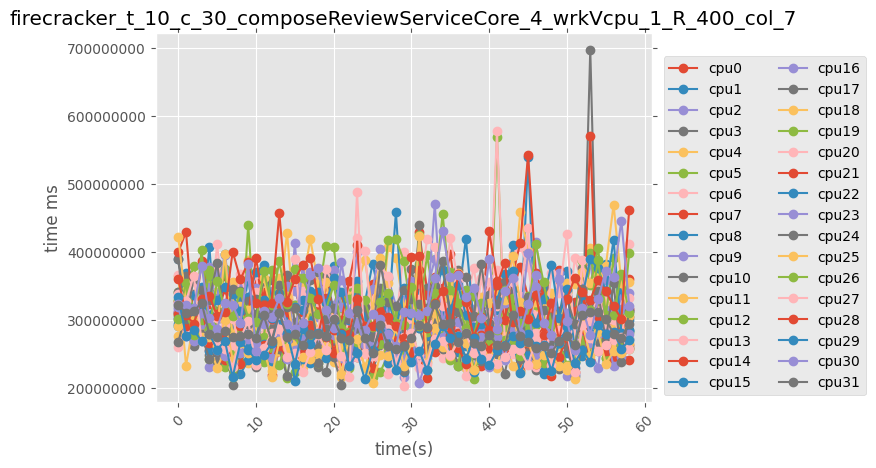 firecracker_t_10_c_30_composeReviewServiceCore_4_wrkVcpu_1_R_400_col_7
700000000
600000000
500000000
400000000
300000000
200000000
time ms
0
10
20
30
40
50
60
time(s)
cpu0
cpu1
cpu2
cpu3
cpu4
cpu5
cpu6
cpu7
cpu8
cpu9
cpu10
cpu11
cpu12
cpu13
cpu14
cpu15
cpu16
cpu17
cpu18
cpu19
cpu20
cpu21
cpu22
cpu23
cpu24
cpu25
cpu26
cpu27
cpu28
cpu29
cpu30
cpu31